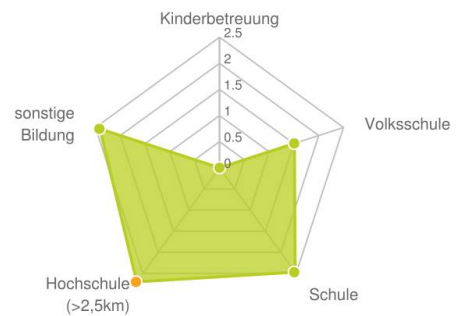 Kinderbetreuung
2.5
2
1.5
1
0.5
0
Volksschule
Schule
Hochschule
(>2,5km)
sonstige
Bildung